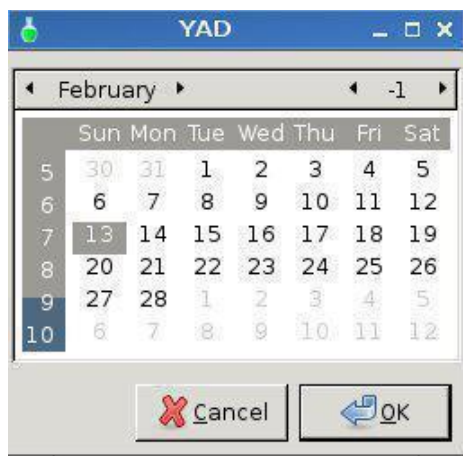 YAD
February -1
Sun Mon Tue Wed Thu Fri Sat
5 30 31 1 2 3 4 5
6 6 7 8 9 10 11 12
7 13 14 15 16 17 18 19
8 20 21 22 23 24 25 26
9 27 28 1 2 3 4 5
10 6 7 8 9 10 11 12
Cancel OK